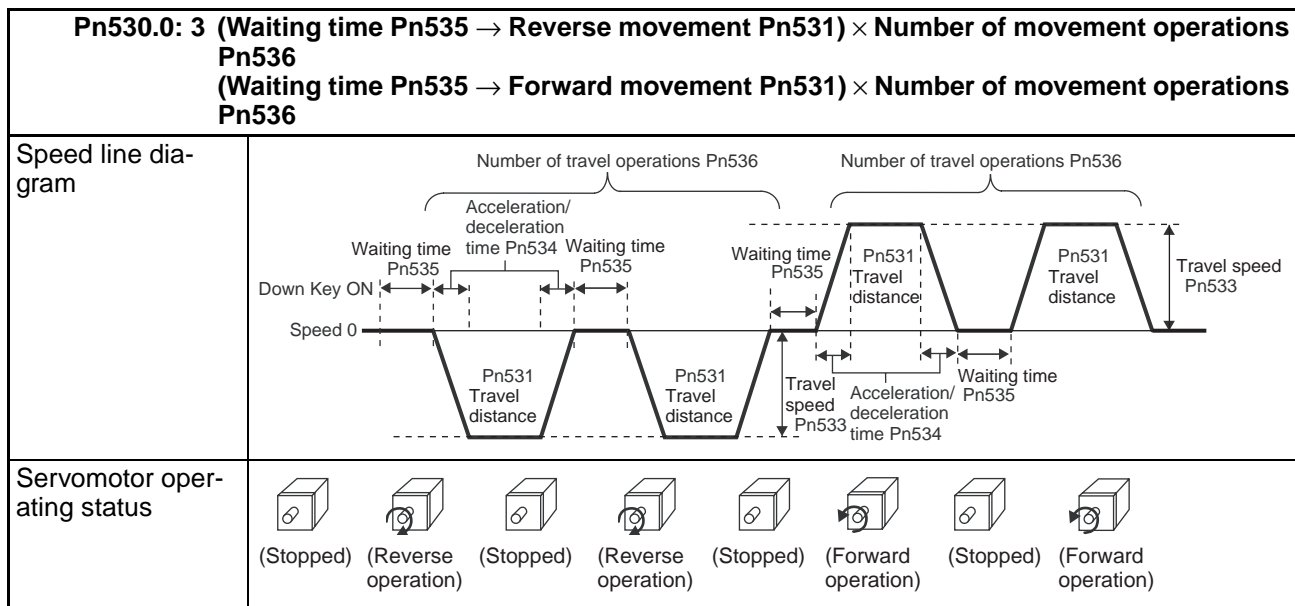 Pn530.0: 3 (Waiting time Pn535 → Reverse movement Pn531) × Number of movement operations
Pn536
(Waiting time Pn535 → Forward movement Pn531) × Number of movement operations
Pn536
Speed line dia-
gram
Number of travel operations Pn536
Number of travel operations Pn536
Acceleration/
deceleration
time Pn534
Waiting time
Pn535
Waiting time
Pn535
Waiting time
Pn535
Pn531
Travel
distance
Pn531
Travel
distance
Travel speed
Pn533
Down Key ON
Speed 0
Pn531
Travel
distance
Pn531
Travel
distance
Travel
speed
Pn533
Acceleration/
deceleration
time Pn534
Waiting time
Pn535
Servomotor oper-
ating status
(Stopped) (Reverse
operation)
(Stopped) (Reverse
operation)
(Stopped) (Forward
operation)
(Stopped) (Forward
operation)